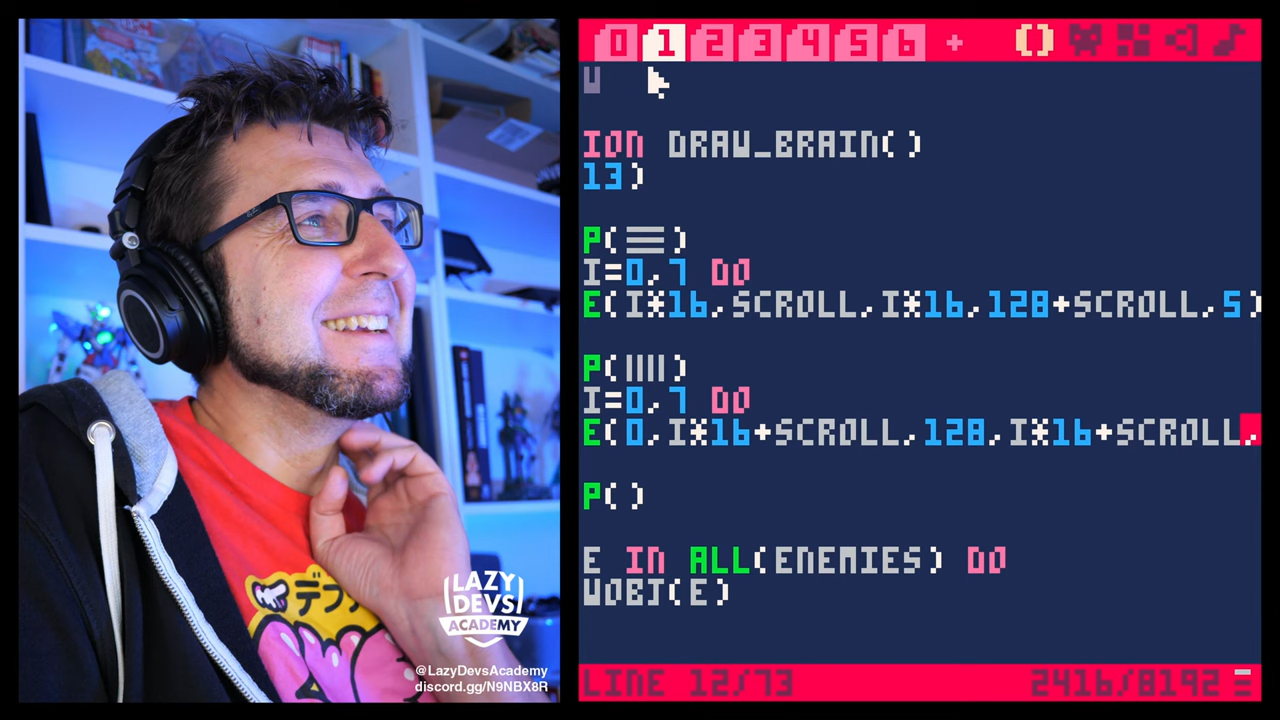 LAZY
DEVS
ACADEMY
@LazyDevsAcademy
discord.gg/N9NBX8R
デフ
0 1 2 3 4 5 6 +
W
ION DRAW_BRAIN()
13)
P(
)
I=0,7 DO
E(I*16,SCROLL,I*16,128+SCROLL,5)
P(
)
I=0,7 DO
E(0,I*16+SCROLL,128,I*16+SCROLL,
P()
E IN ALL(ENEMIES) DO
WOBJ(E)
LINE 12/73
2416/8192